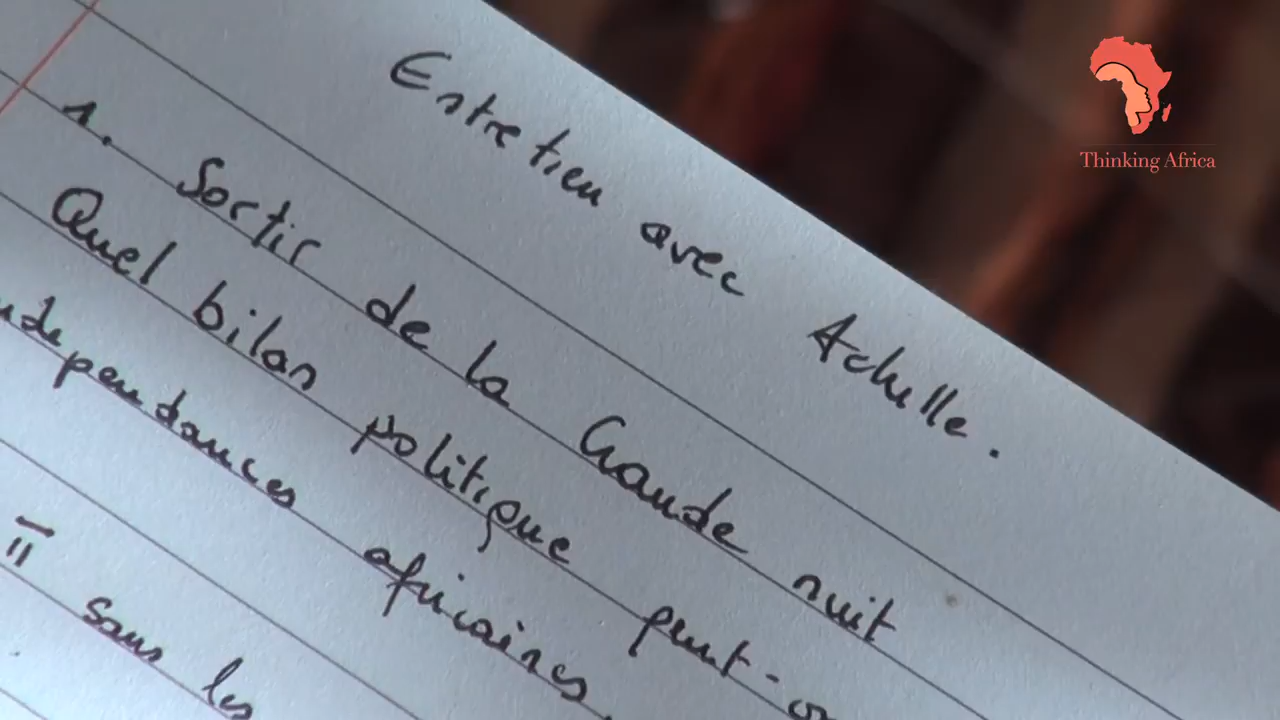 Entretien avec Achille.
1. Sortir de la Grande nuit
Quel bilan politique peut-on
indépendances africaines.
II Sans les
Thinking Africa